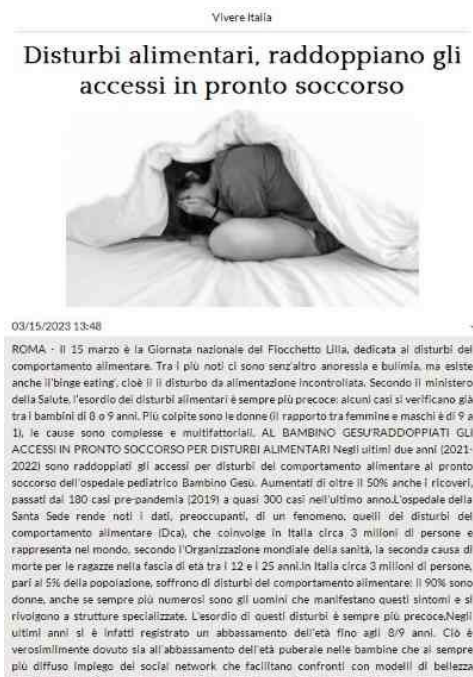 Vivere Italia
Disturbi alimentari, raddoppiano gli
accessi in pronto soccorso
03/15/2023 13:48
ROMA - Il 15 marzo è la Giornata nazionale del Fiocchetto Lilla, dedicata ai disturbi del
comportamento alimentare. Tra i più noti ci sono senz'altro anoressia e bulimia, ma esiste
anche il 'binge eating', cioè il il disturbo da alimentazione incontrollata. Secondo il ministero
della Salute, l'esordio dei disturbi alimentari è sempre più precoce: alcuni casi si verificano già
tra i bambini di 8 o 9 anni. Più colpite sono le donne (il rapporto tra femmine e maschi è di 9 a
1), le cause sono complesse e multifattoriali. AL BAMBINO GESU'RADDOPPIATI GLI
ACCESSI IN PRONTO SOCCORSO PER DISTURBI ALIMENTARI Negli ultimi due anni (2021-
2022) sono raddoppiati gli accessi per disturbi del comportamento alimentare al pronto
soccorso dell'ospedale pediatrico Bambino Gesù. Aumentati di oltre il 50% anche i ricoveri,
passati dai 180 casi pre-pandemia (2019) a quasi 300 casi nell'ultimo anno.L'ospedale della
Santa Sede rende noti i dati, preoccupanti, di un fenomeno, quelli dei disturbi del
comportamento alimentare (Dca), che coinvolge in Italia circa 3 milioni di persone e
rappresenta nel mondo, secondo l'Organizzazione mondiale della sanità, la seconda causa di
morte per le ragazze nella fascia di età tra i 12 e i 25 anni.In Italia circa 3 milioni di persone,
pari al 5% della popolazione, soffrono di disturbi del comportamento alimentare: il 90% sono
donne, anche se sempre più numerosi sono gli uomini che manifestano questi sintomi e si
rivolgono a strutture specializzate. L'esordio di questi disturbi è sempre più precoce.Negli
ultimi anni si è infatti registrato un abbassamento dell'età fino agli 8/9 anni. Ciò è
verosimilmente dovuto sia all'abbassamento dell'età puberale nelle bambine che al sempre
più diffuso impiego dei social network che facilitano confronti con modelli di bellezza